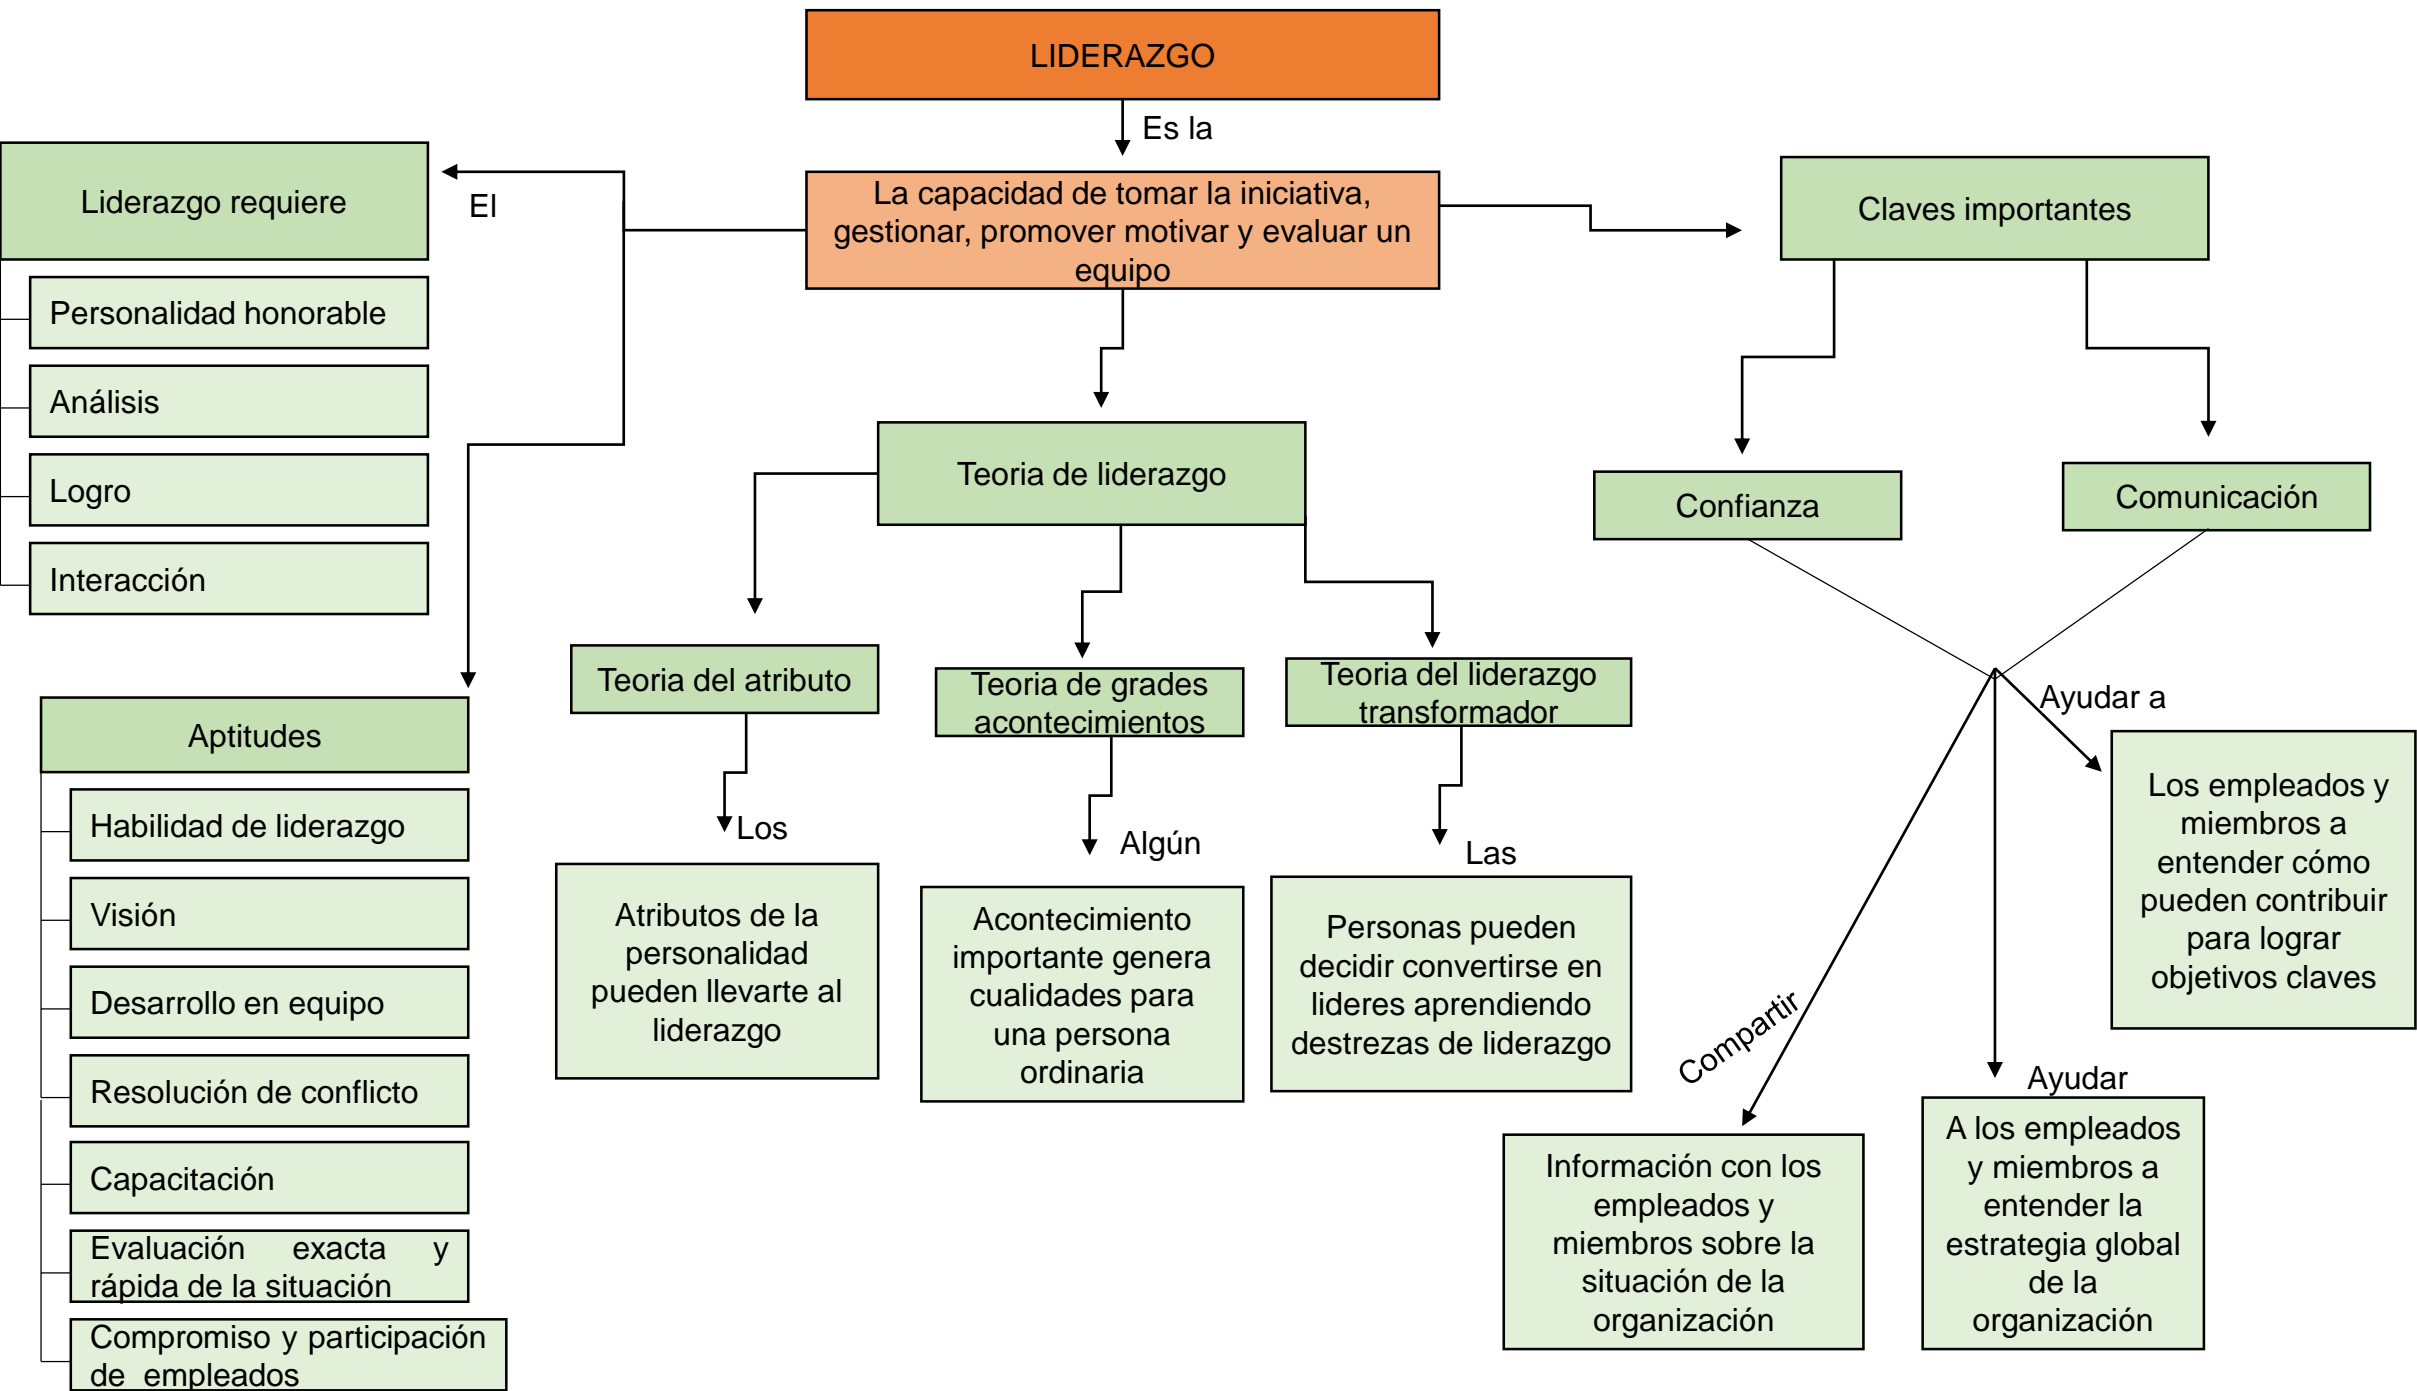 LIDERAZGO
Es la
La capacidad de tomar la iniciativa,
gestionar, promover motivar y evaluar un
equipo
El
Liderazgo requiere
Personalidad honorable
Análisis
Logro
Interacción
Aptitudes
Habilidad de liderazgo
Visión
Desarrollo en equipo
Resolución de conflicto
Capacitación
Evaluación exacta y
rápida de la situación
Compromiso y participación
de empleados
Teoria de liderazgo
Teoria del atributo
Los
Atributos de la
personalidad
pueden llevarte al
liderazgo
Teoria de grades
acontecimientos
Algún
Acontecimiento
importante genera
cualidades para
una persona
ordinaria
Teoria del liderazgo
transformador
Las
Personas pueden
decidir convertirse en
lideres aprendiendo
destrezas de liderazgo
Claves importantes
Confianza
Comunicación
Compartir
Información con los
empleados y
miembros sobre la
situación de la
organización
Ayudar
A los empleados
y miembros a
entender la
estrategia global
de la
organización
Ayudar a
Los empleados y
miembros a
entender cómo
pueden contribuir
para lograr
objetivos claves